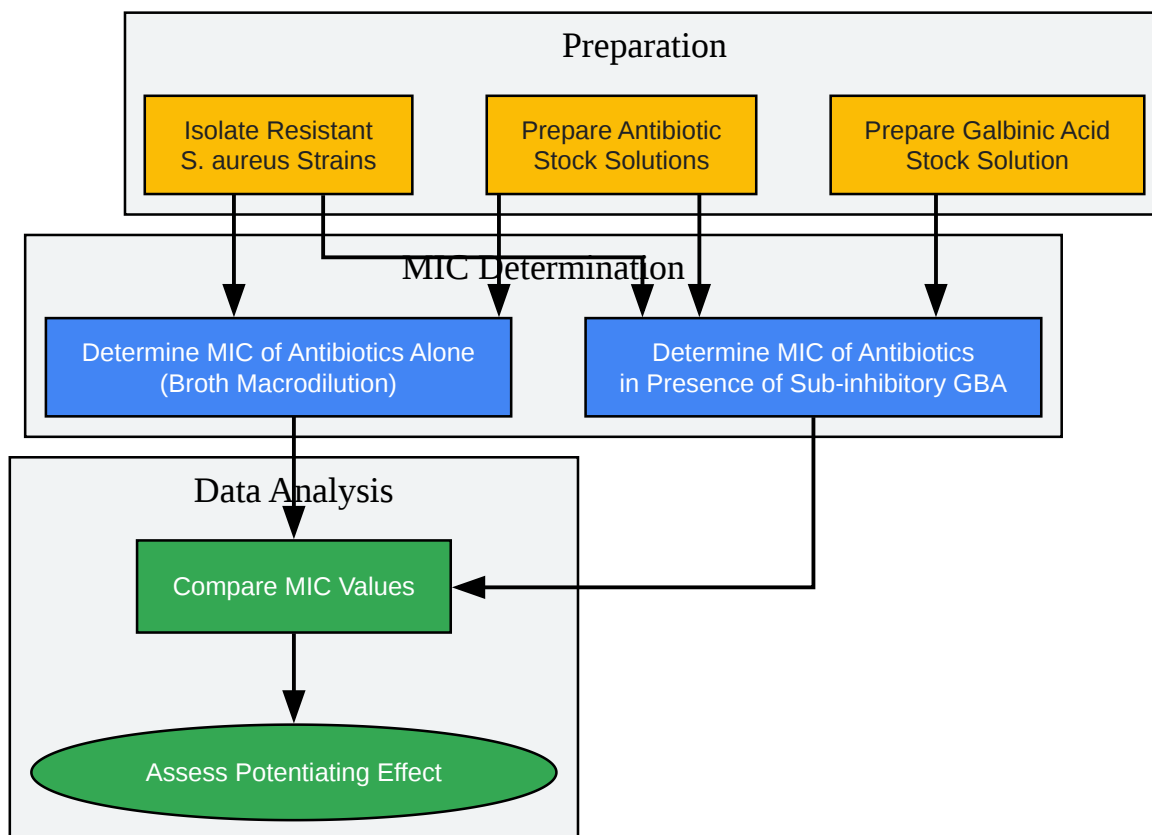 Preparation
Isolate Resistant
S. aureus Strains
Prepare Antibiotic
Stock Solutions
Prepare Galbinic Acid
Stock Solution
MIC Determination
Determine MIC of Antibiotics Alone
(Broth Macrodilution)
Determine MIC of Antibiotics
in Presence of Sub-inhibitory GBA
Data Analysis
Compare MIC Values
Assess Potentiating Effect